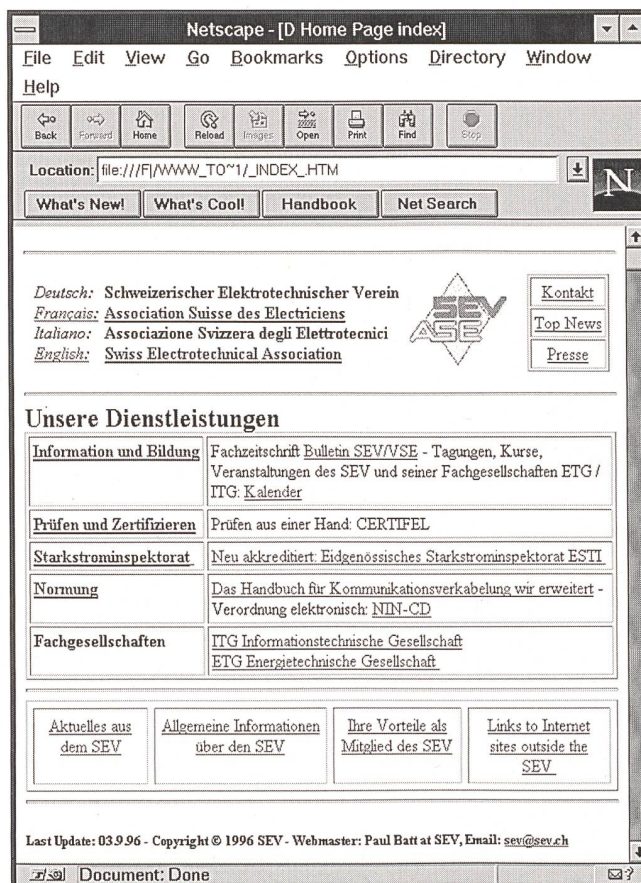 Netscape - [D Home Page index]
File Edit View Go Bookmarks Options Directory Window
Help
Back Forward Home Reload Images Open Print Find Stop
Location: file:///F|/WWW_TO~1/_INDEX_.HTM
N
What's New! What's Cool! Handbook Net Search
Deutsch: Schweizerischer Elektrotechnischer Verein
Français: Association Suisse des Electriciens
Italiano: Associazione Svizzera degli Elettrotecnici
English: Swiss Electrotechnical Association
SEV
ASE
Kontakt
Top News
Presse
Unsere Dienstleistungen
Information und Bildung
Fachzeitschrift Bulletin SEV/VSE - Tagungen, Kurse,
Veranstaltungen des SEV und seiner Fachgesellschaften ETG /
ITG: Kalender
Prüfen und Zertifizieren
Prüfen aus einer Hand: CERTIFEL
Starkstrominspektorat
Neu akkreditiert: Eidgenössisches Starkstrominspektorat ESTI
Normung
Das Handbuch für Kommunikationsverkabelung wir erweitert -
Verordnung elektronisch: NIN-CD
Fachgesellschaften
ITG Informationstechnische Gesellschaft
ETG Energietechnische Gesellschaft
Aktuelles aus
dem SEV
Allgemeine Informationen
über den SEV
Ihre Vorteile als
Mitglied des SEV
Links to Internet
sites outside the
SEV
Last Update: 03.9.96 - Copyright © 1996 SEV - Webmaster: Paul Batt at SEV, Email: sev@sev.ch
Document: Done
?